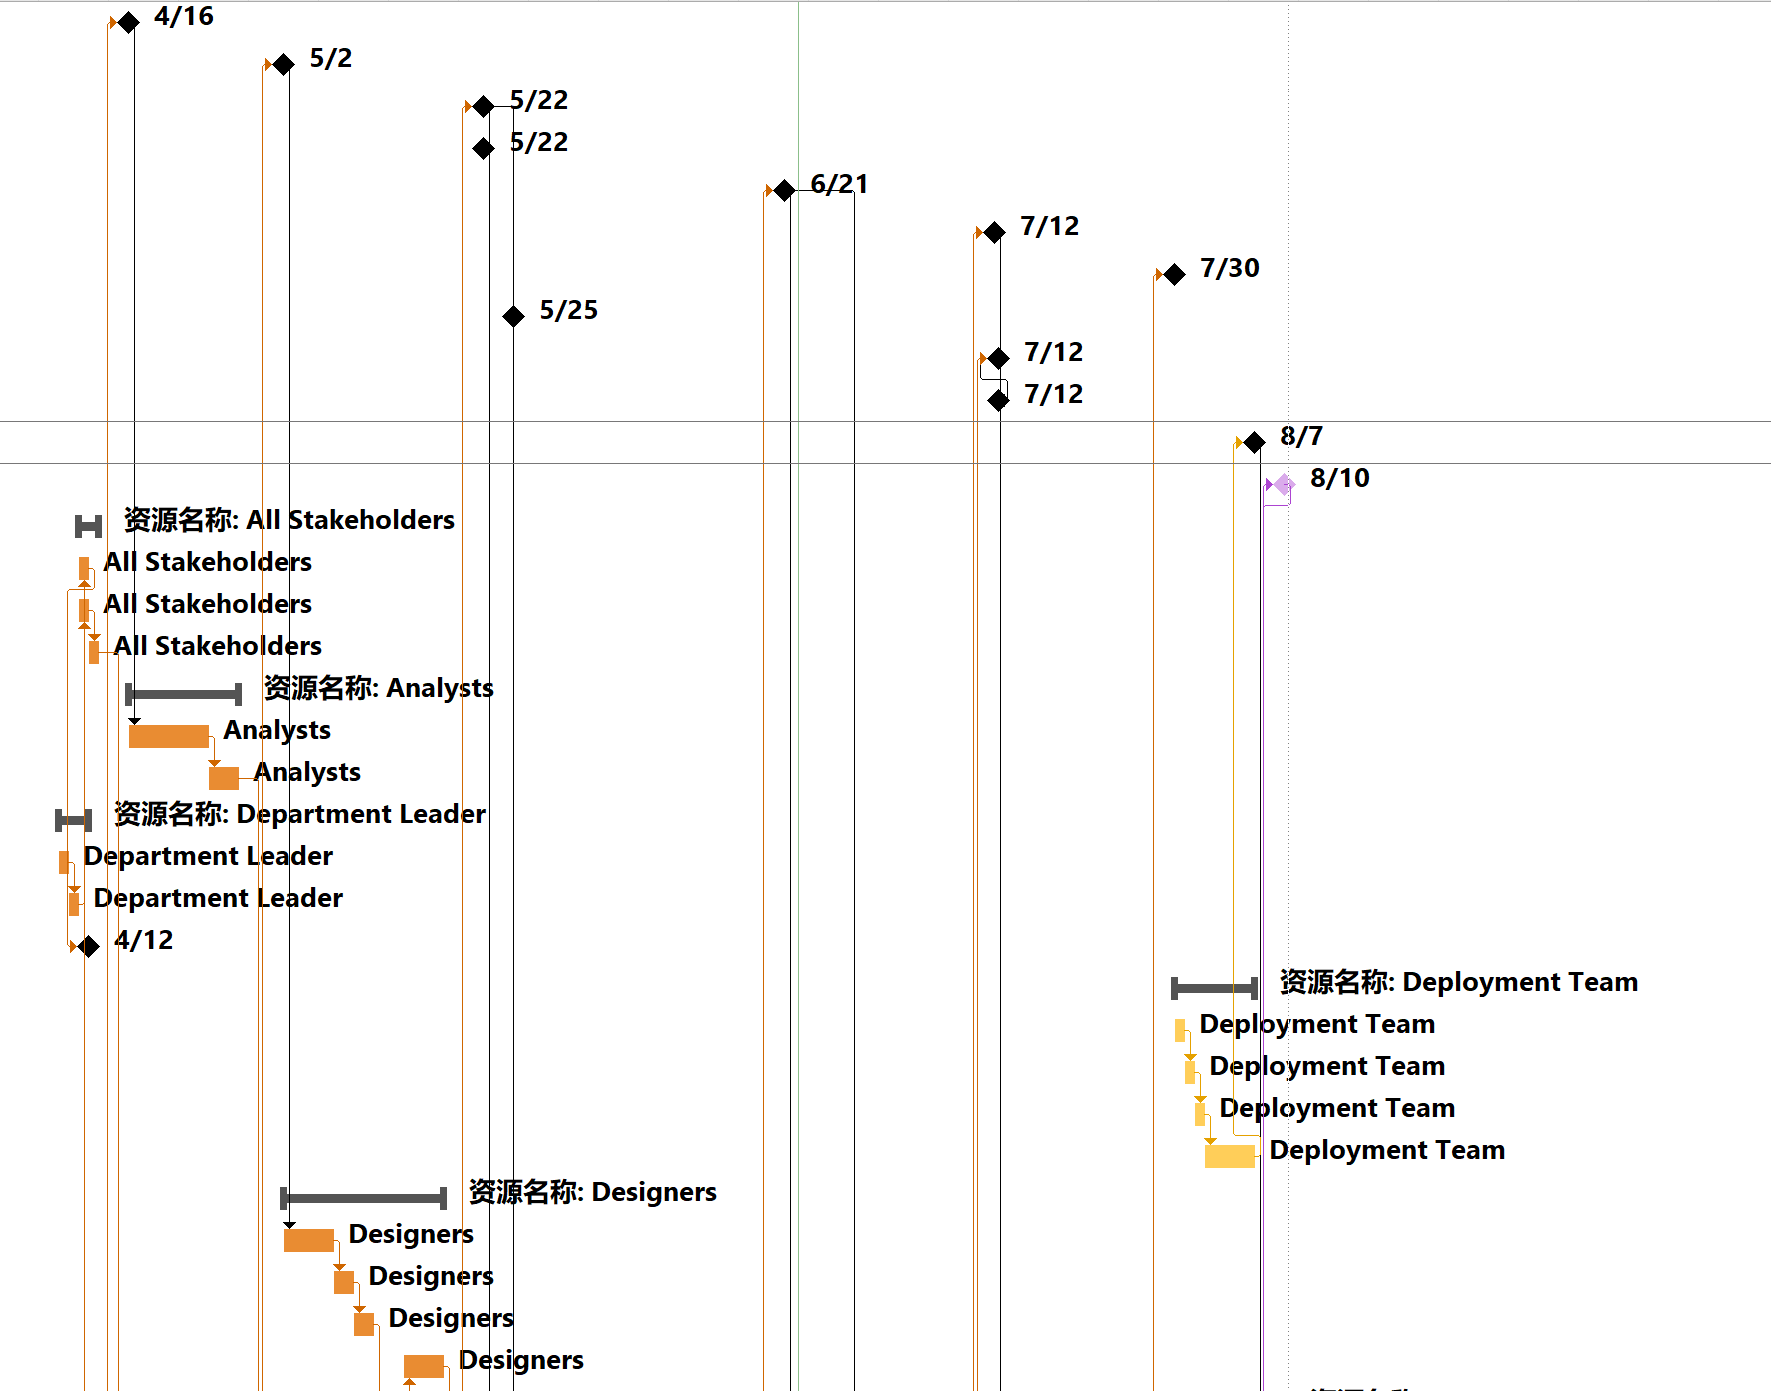 4/16
5/2
5/22
5/22
6/21
7/12
7/30
5/25
7/12
7/12
8/7
8/10
资源名称: All Stakeholders
All Stakeholders
All Stakeholders
All Stakeholders
资源名称: Analysts
Analysts
Analysts
资源名称: Department Leader
Department Leader
Department Leader
4/12
资源名称: Deployment Team
Deployment Team
Deployment Team
Deployment Team
Deployment Team
资源名称: Designers
Designers
Designers
Designers
Designers